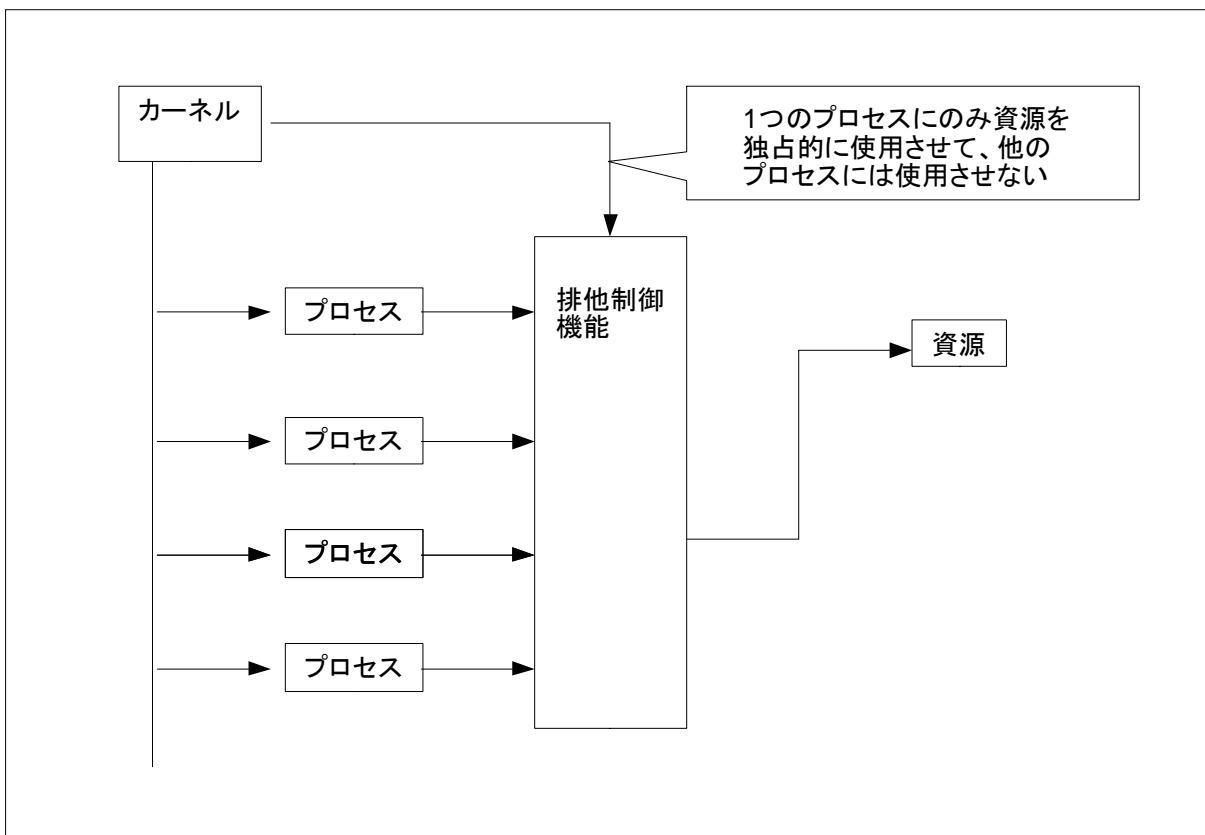 カーネル
1つのプロセスにのみ資源を
独占的に使用させて、他の
プロセスには使用させない
プロセス
排他制御
機能
資源
プロセス
プロセス
プロセス